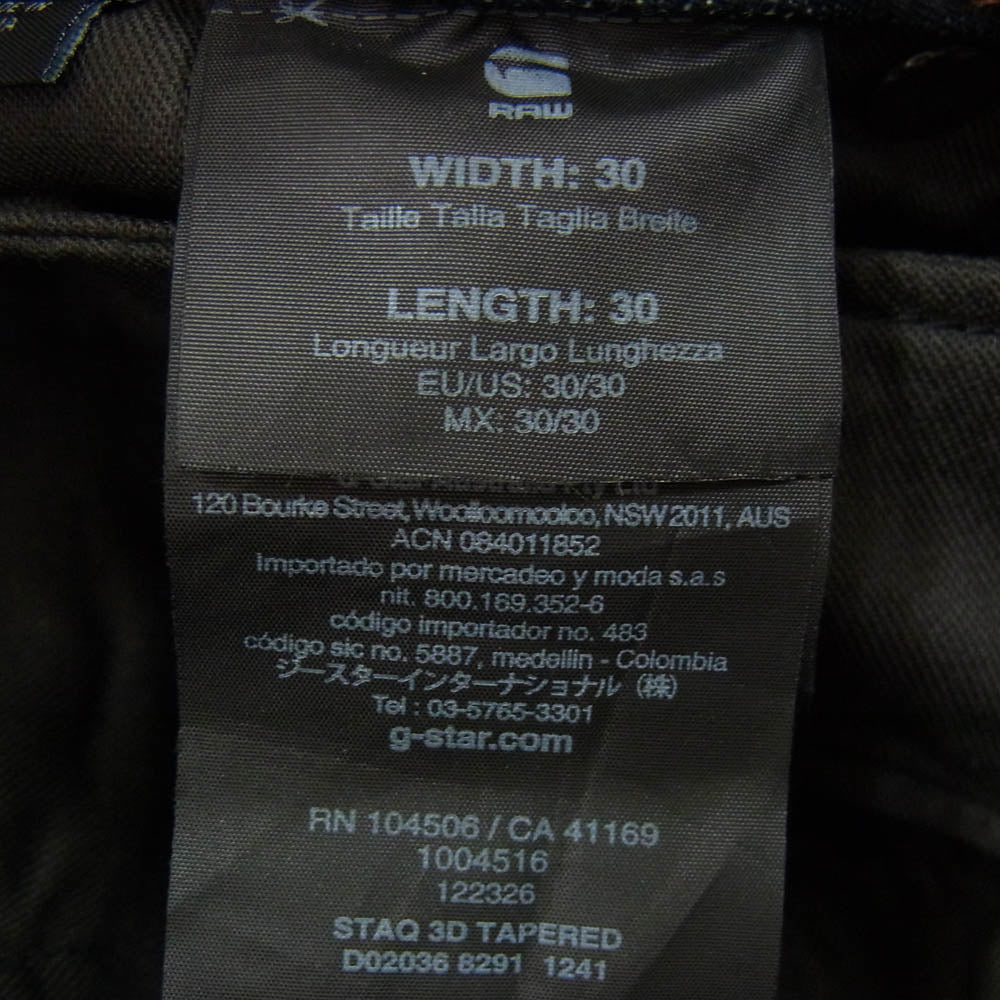 RAW
WIDTH: 30
Taille Talla Taglia Breite
LENGTH: 30
Longueur Largo Lunghezza
EU/US: 30/30
MX: 30/30
120 Bourke Street, Woolloomooloo, NSW 2011, AUS
ACN 084011852
Importado por mercadeo y moda s.a.s
nit. 800.169.352-6
código importador no. 483
código sic no. 5887, medellin - Colombia
ジースターインターナショナル (株)
Tel : 03-5765-3301
g-star.com
RN 104506 / CA 41169
1004516
122326
STAQ 3D TAPERED
D02036 8291 1241